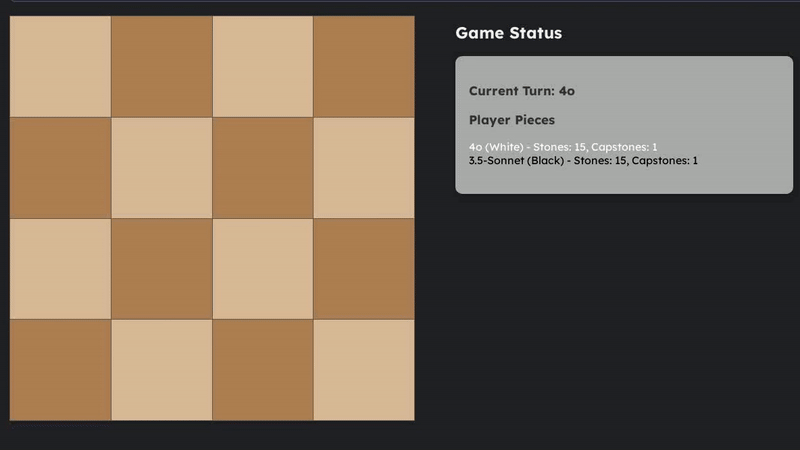 Game Status
Current Turn: 4o
Player Pieces
4o (White) - Stones: 15, Capstones: 1
3.5-Sonnet (Black) - Stones: 15, Capstones: 1